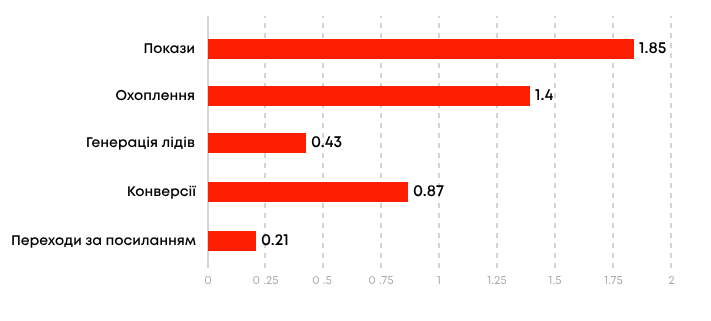 Покази 1.85
Охоплення 1.4
Генерація лідів 0.43
Конверсії 0.87
Переходи за посиланням 0.21
0 0 .25 0 .5 0 .75 1 1.25 1.5 1.75 2